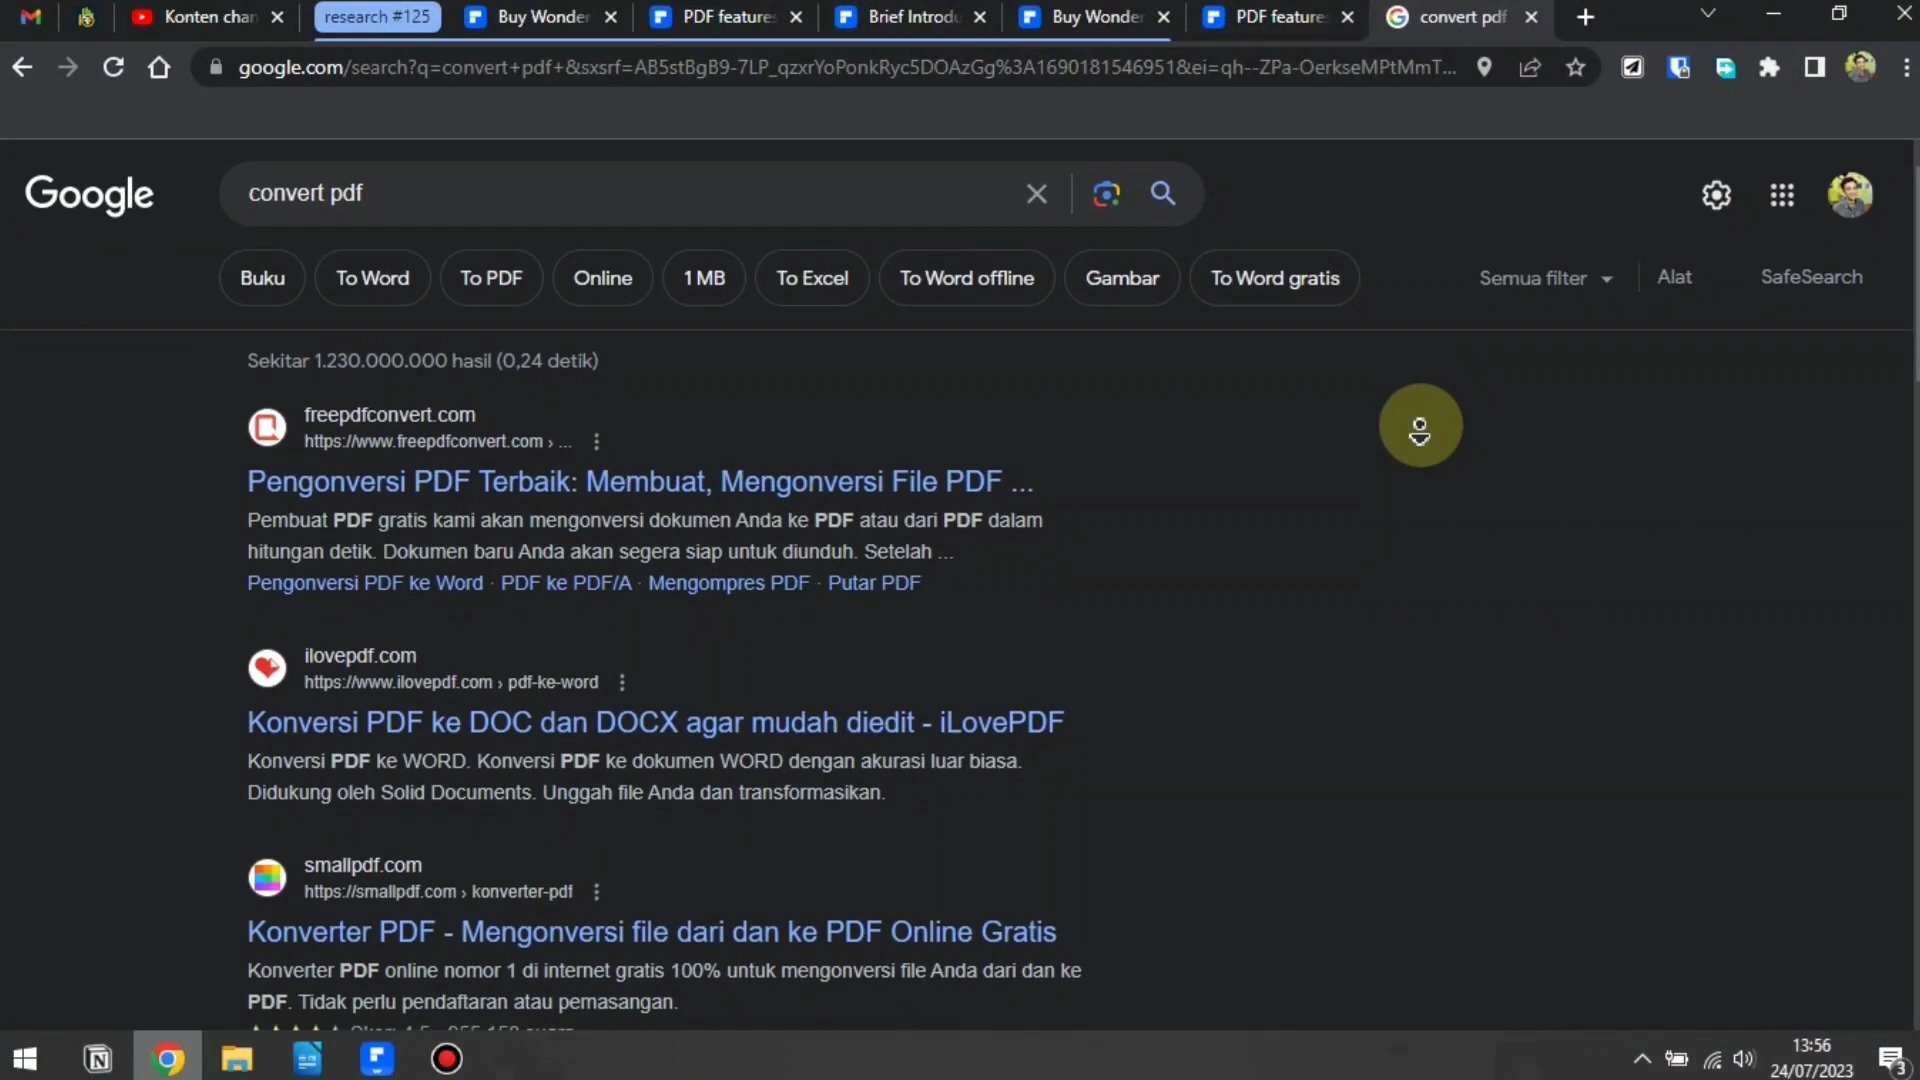 Konten chan
research #125
Buy Wonder
PDF features
Brief Introdu
Buy Wonder
PDF features
convert pdf
google.com/search?q=convert+pdf+&sxsrf=AB5stBgB9-7LP_qzxrYoPonkRyc5DOAzGg%3A1690181546951&ei=qh--ZPa-OerkseMPtMmT...
Google
convert pdf
Buku
To Word
To PDF
Online
1 MB
To Excel
To Word offline
Gambar
To Word gratis
Semua filter
Alat
SafeSearch
Sekitar 1.230.000.000 hasil (0,24 detik)
freepdfconvert.com
https://www.freepdfconvert.com › ...
Pengonversi PDF Terbaik: Membuat, Mengonversi File PDF ...
Pembuat PDF gratis kami akan mengonversi dokumen Anda ke PDF atau dari PDF dalam
hitungan detik. Dokumen baru Anda akan segera siap untuk diunduh. Setelah ...
Pengonversi PDF ke Word · PDF ke PDF/A · Mengompres PDF · Putar PDF
ilovepdf.com
https://www.ilovepdf.com › pdf-ke-word
Konversi PDF ke DOC dan DOCX agar mudah diedit - iLovePDF
Konversi PDF ke WORD. Konversi PDF ke dokumen WORD dengan akurasi luar biasa.
Didukung oleh Solid Documents. Unggah file Anda dan transformasikan.
smallpdf.com
https://smallpdf.com › konverter-pdf
Konverter PDF - Mengonversi file dari dan ke PDF Online Gratis
Konverter PDF online nomor 1 di internet gratis 100% untuk mengonversi file Anda dari dan ke
PDF. Tidak perlu pendaftaran atau pemasangan.
13:56
24/07/2023
3